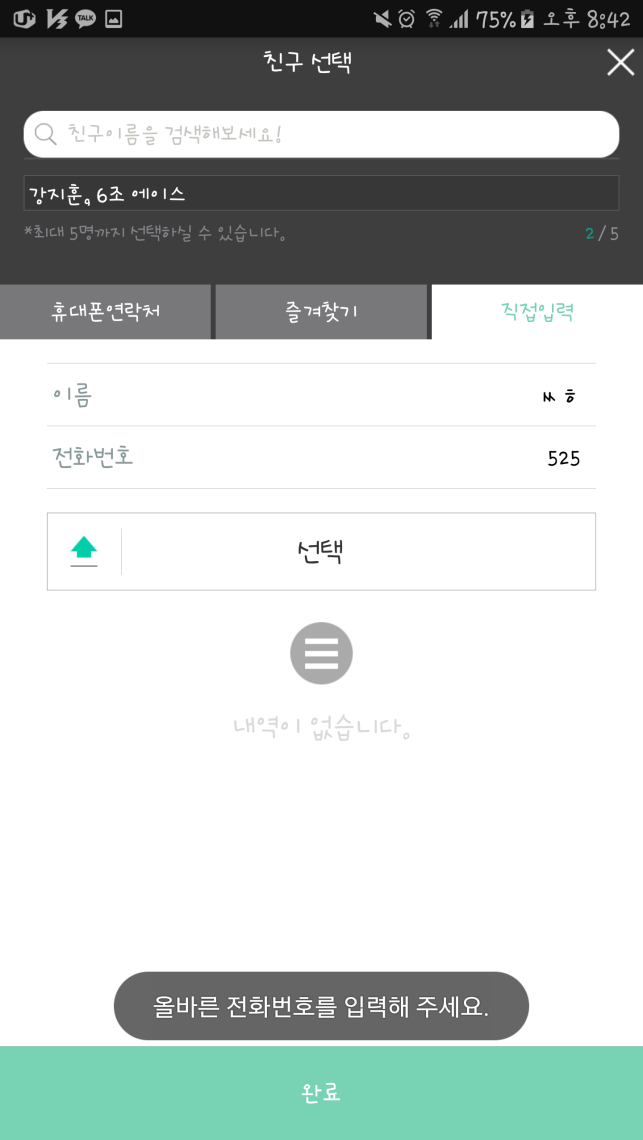 TALK
75% 오후 8:42
친구 선택
친구이름을 검색해보세요!
강지훈, 6조 에이스
*최대 5명까지 선택하실 수 있습니다.
2 / 5
휴대폰연락처
즐겨찾기
직접입력
이름
ㅆ ㅎ
전화번호
525
선택
내역이 없습니다.
올바른 전화번호를 입력해 주세요.
완료